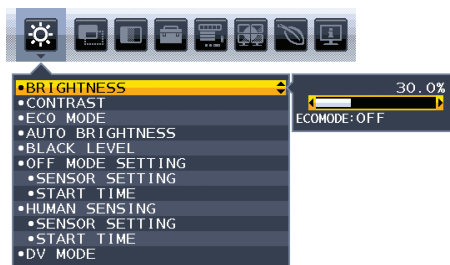 •BRIGHTNESS
•CONTRAST
•ECO MODE
•AUTO BRIGHTNESS
•BLACK LEVEL
•OFF MODE SETTING
•SENSOR SETTING
•START TIME
•HUMAN SENSING
•SENSOR SETTING
•START TIME
•DV MODE
30.0%
ECOMODE:OFF